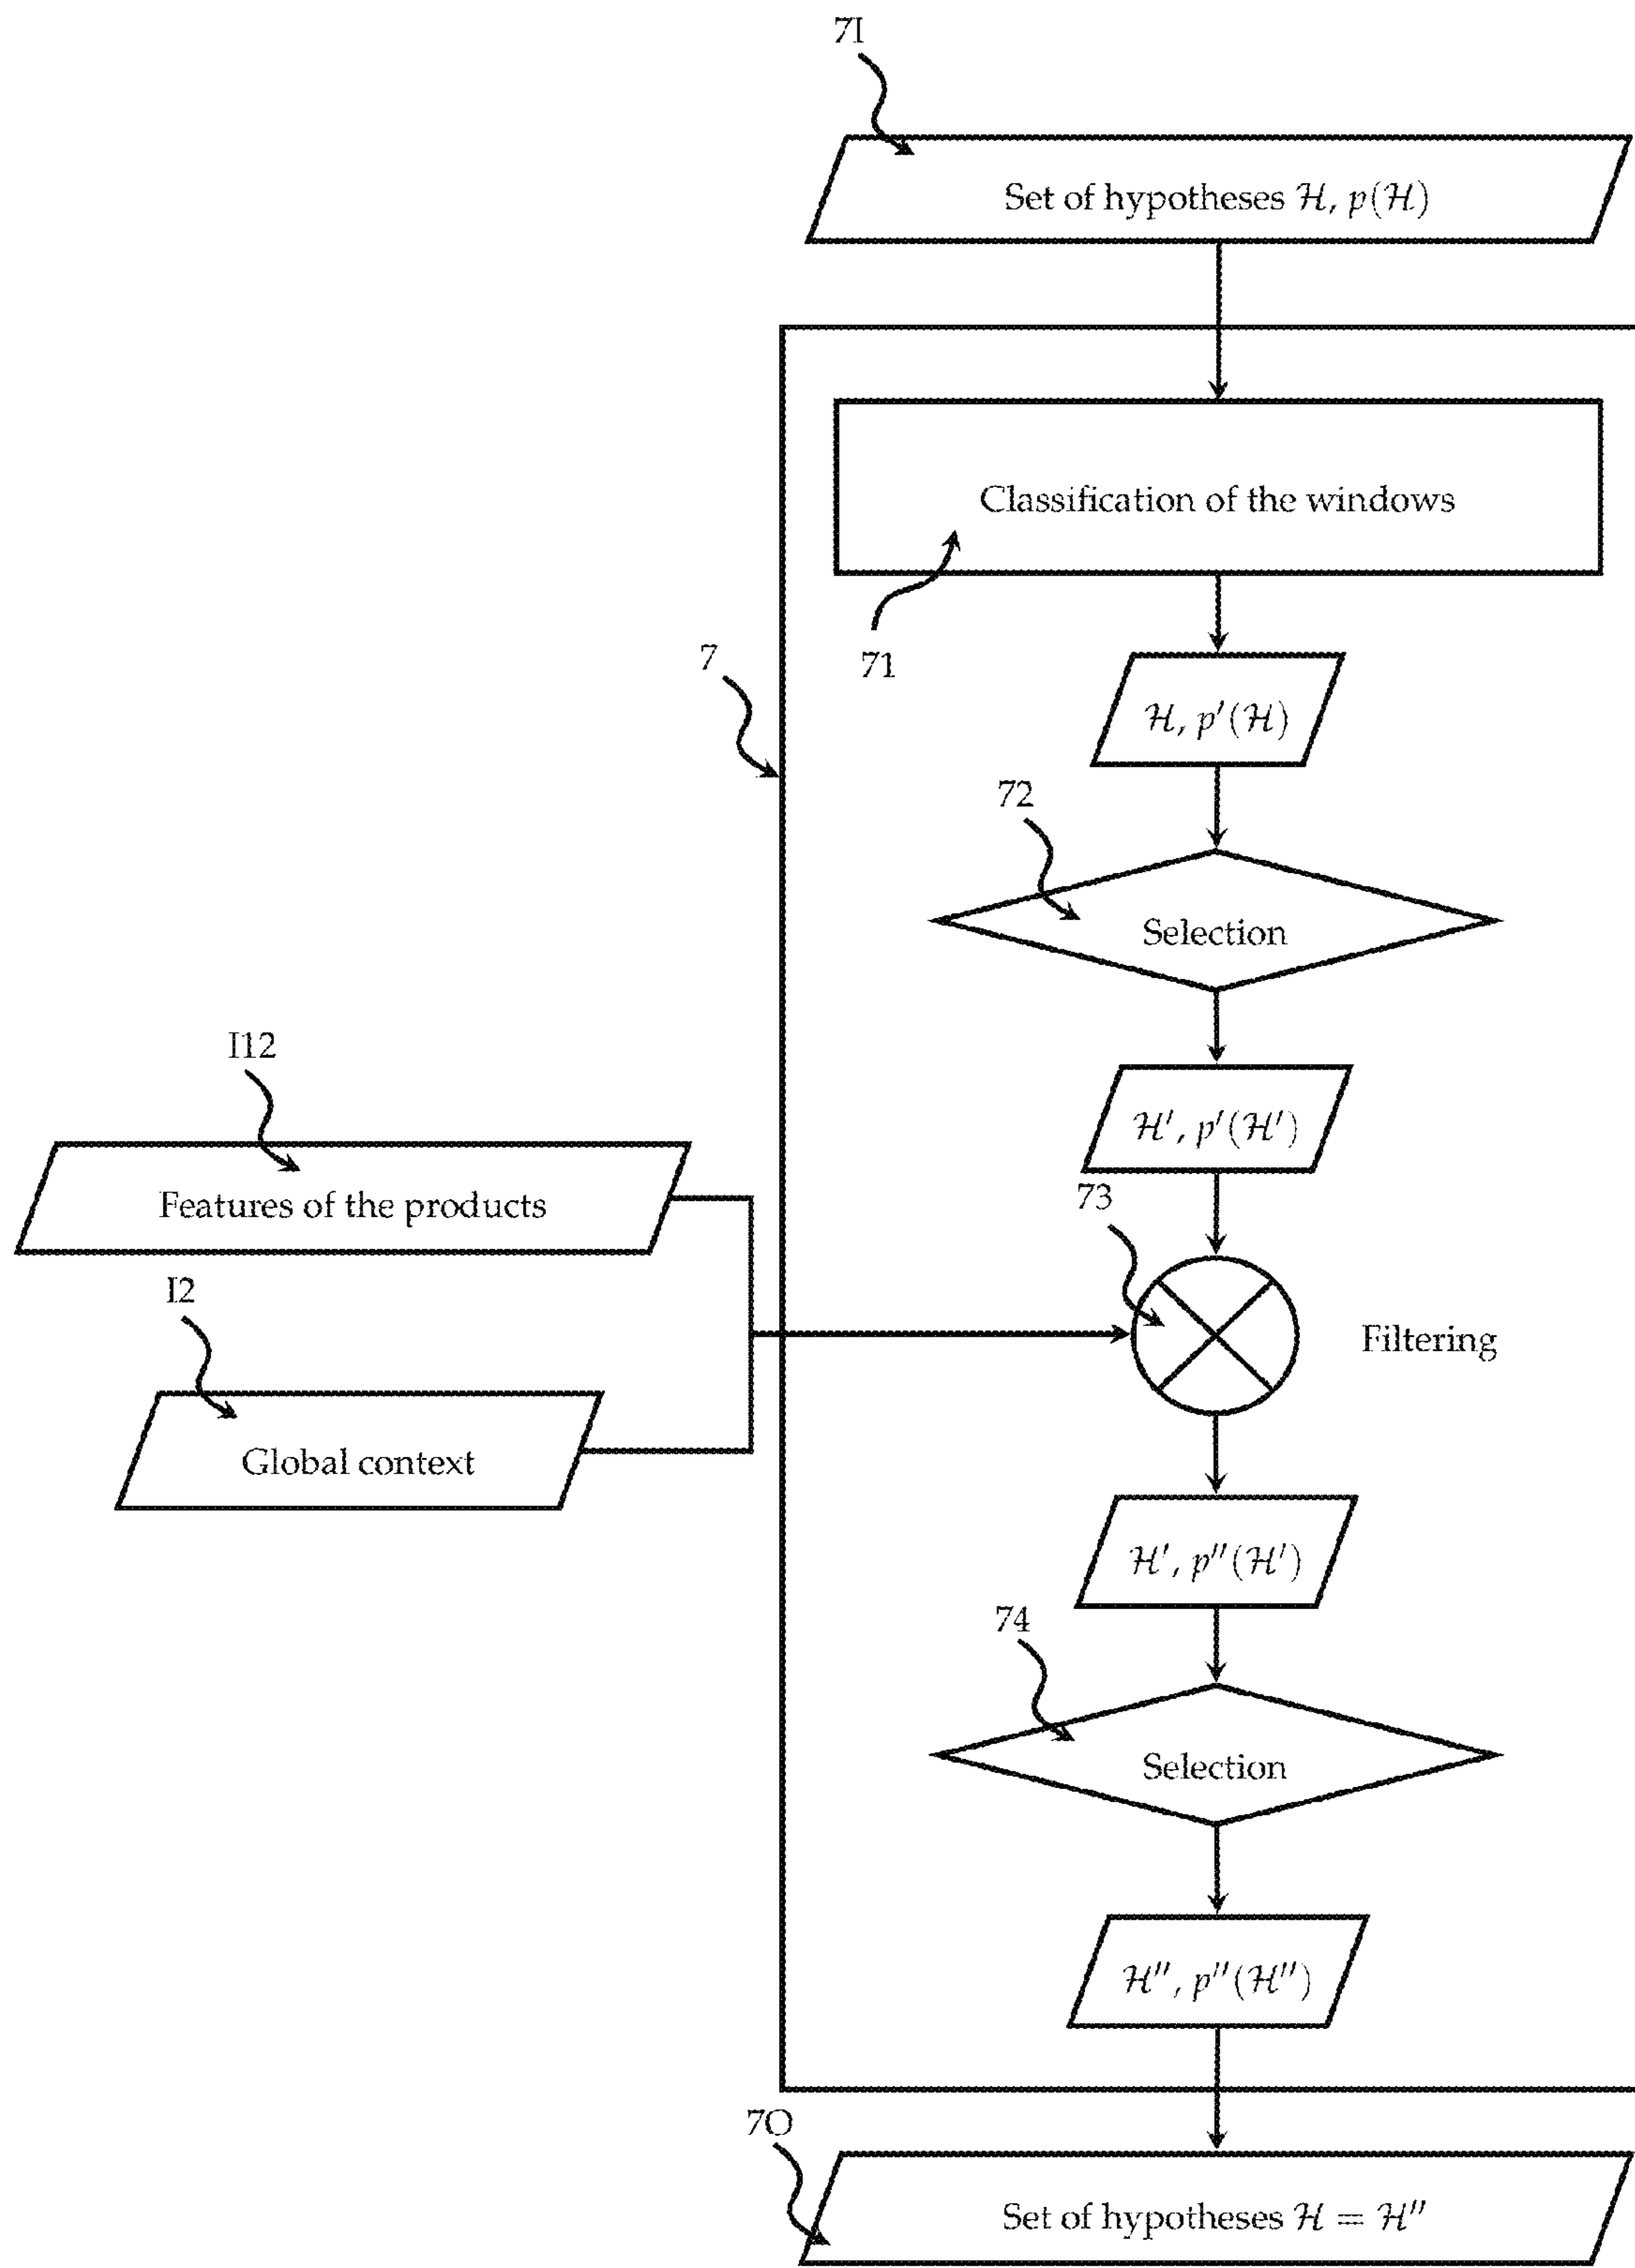 7I
Set of hypotheses ℋ, p(ℋ)
Classification of the windows
71
7
ℋ, p′(ℋ)
72
Selection
I12
ℋ′, p′(ℋ′)
Features of the products
73
I2
Filtering
Global context
ℋ′, p″(ℋ′)
74
Selection
ℋ″, p″(ℋ″)
7O
Set of hypotheses ℋ = ℋ″